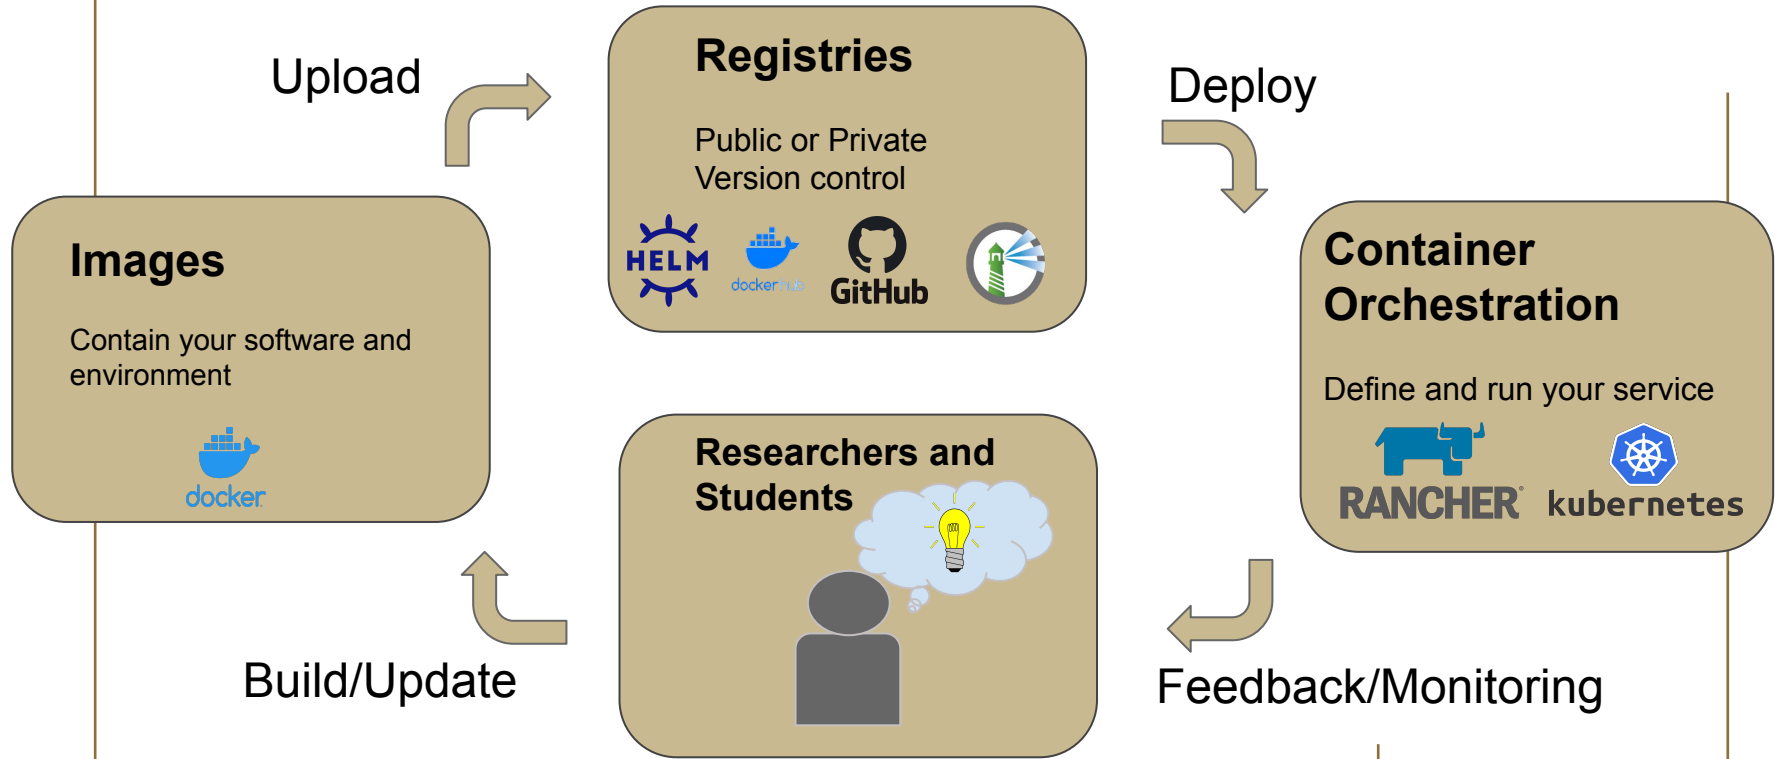 Upload
Registries
Public or Private
Version control
HELM
docker hub
GitHub
Deploy
Images
Contain your software and
environment
docker
Container
Orchestration
Define and run your service
RANCHER®
kubernetes
Researchers and
Students
Build/Update
Feedback/Monitoring